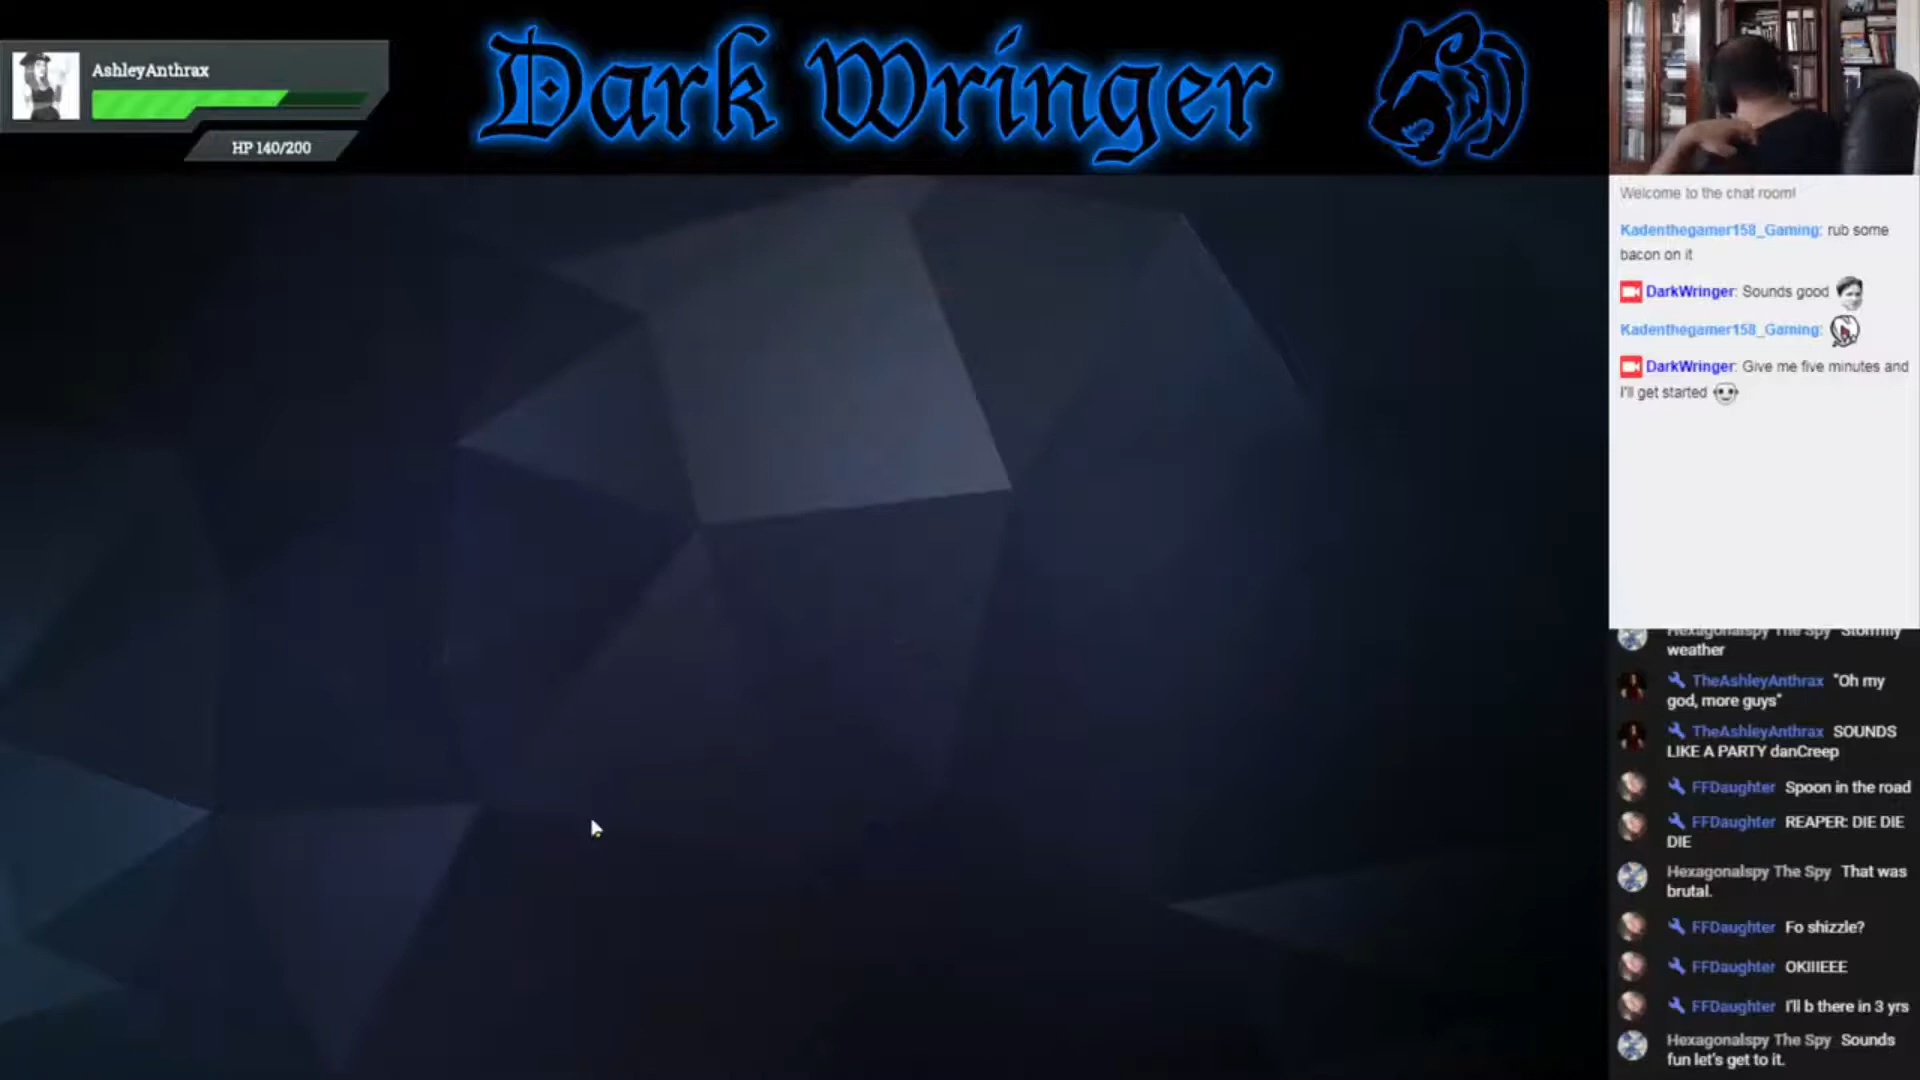 Dark Wringer
AshleyAnthrax
HP 140/200
Welcome to the chat room!
Kadenthegamer158_Gaming: rub some
bacon on it
DarkWringer: Sounds good
Kadenthegamer158_Gaming:
DarkWringer: Give me five minutes and
I'll get started
Hexagonalspy The Spy Stormy
weather
TheAshleyAnthrax "Oh my
god, more guys"
TheAshleyAnthrax SOUNDS
LIKE A PARTY danCreep
FFDaughter Spoon in the road
FFDaughter REAPER: DIE DIE
DIE
Hexagonalspy The Spy That was
brutal.
FFDaughter Fo shizzle?
FFDaughter OKIIIEEE
FFDaughter I'll b there in 3 yrs
Hexagonalspy The Spy Sounds
fun let's get to it.